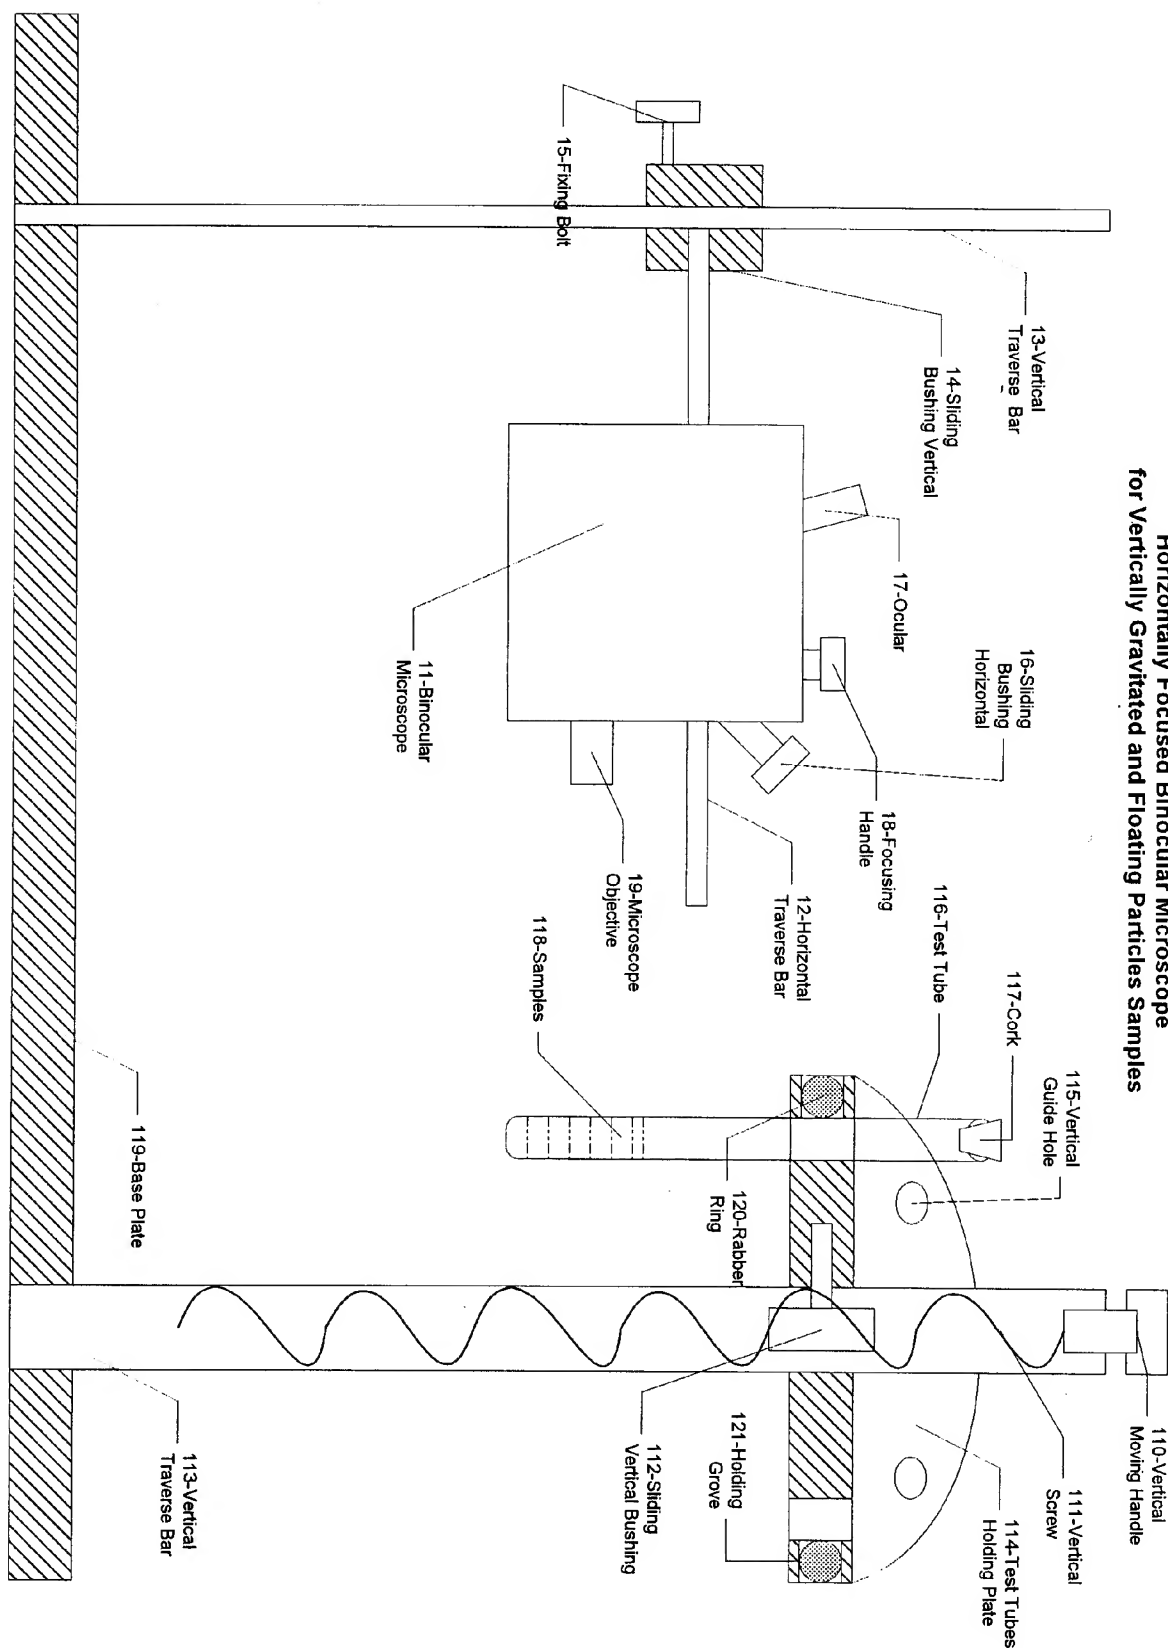 Horizontally Focused Binocular Microscope
for Vertically Gravitated and Floating Particles Samples
110-Vertical
Moving Handle
111-Vertical
Screw
114-Test Tubes
Holding Plate
115-Vertical
Guide Hole
117-Cork
116-Test Tube
13-Vertical
Traverse Bar
14-Sliding
Bushing Vertical
16-Sliding
Bushing
Horizontal
17-Ocular
18-Focusing
Handle
12-Horizontal
Traverse Bar
15-Fixing Bolt
19-Microscope
Objective
118-Samples
120-Rabber
Ring
121-Holding
Grove
112-Sliding
Vertical Bushing
11-Binocular
Microscope
119-Base Plate
113-Vertical
Traverse Bar